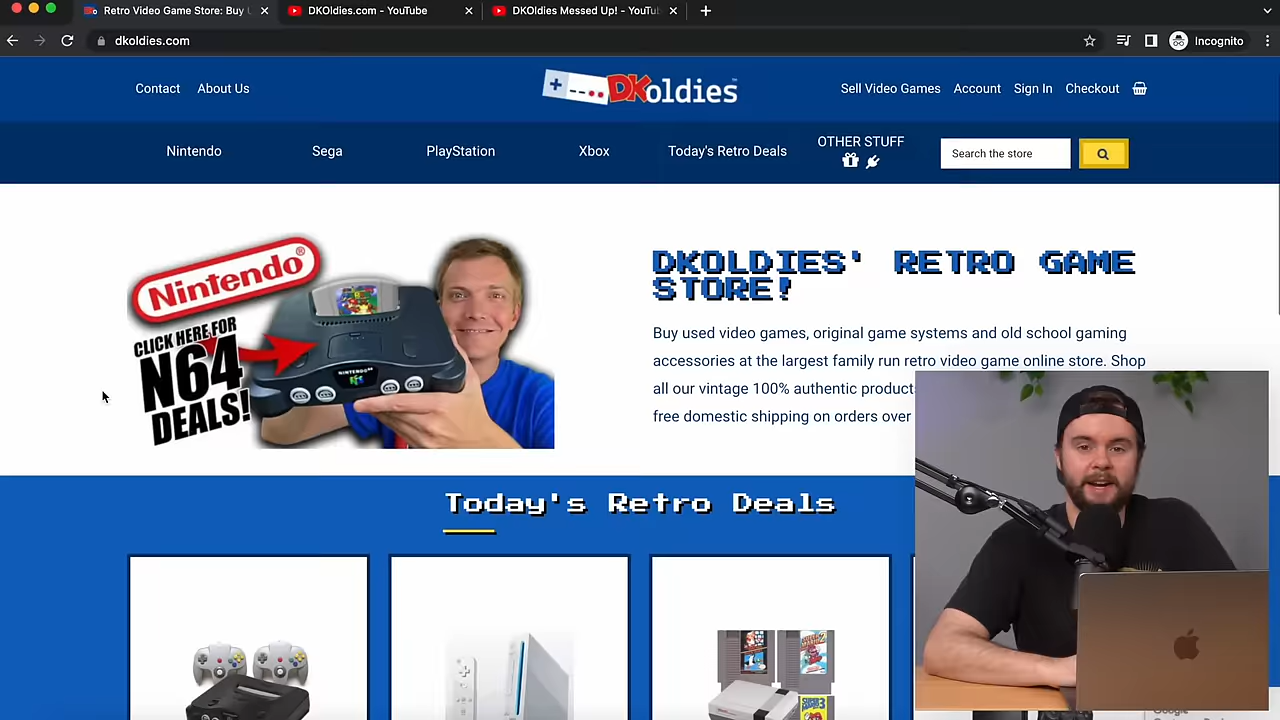 Retro Video Game Store: Buy
DKOldies.com - YouTube
DKOldies Messed Up! - YouTu
dkoldies.com
Incognito
Contact
About Us
DKoldies™
Sell Video Games
Account
Sign In
Checkout
Nintendo
Sega
PlayStation
Xbox
Today's Retro Deals
OTHER STUFF
Search the store
Nintendo®
CLICK HERE FOR
N64
DEALS!
NINTENDO 64
DKOLDIES' RETRO GAME
STORE!
Buy used video games, original game systems and old school gaming
accessories at the largest family run retro video game online store. Shop
all our vintage 100% authentic product
free domestic shipping on orders over
Today's Retro Deals